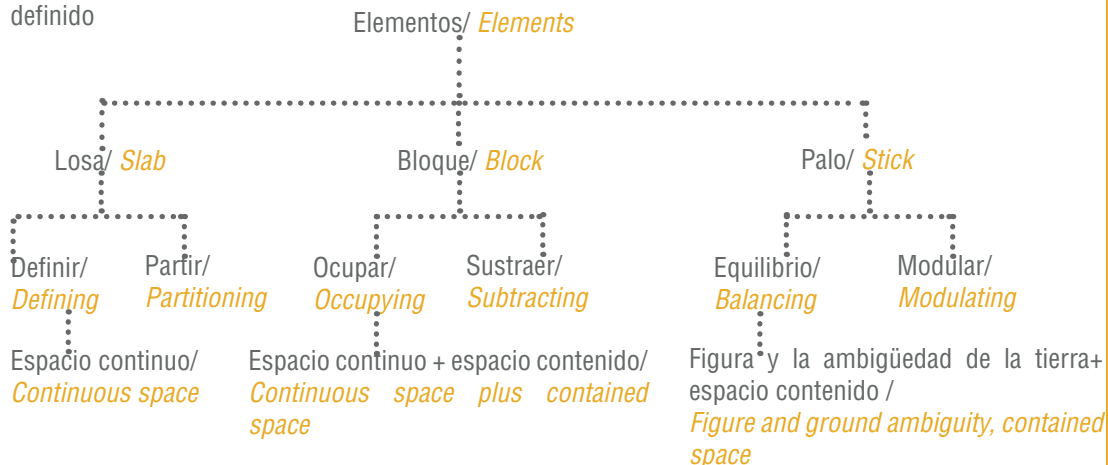 definido
Elementos/ Elements
Losa/ Slab
Bloque/ Block
Palo/ Stick
Definir/
Defining
Partir/
Partitioning
Ocupar/
Occupying
Sustraer/
Subtracting
Equilibrio/
Balancing
Modular/
Modulating
Espacio continuo/
Continuous space
Espacio continuo + espacio contenido/
Continuous space plus contained
space
Figura y la ambigüedad de la tierra+
espacio contenido /
Figure and ground ambiguity, contained
space